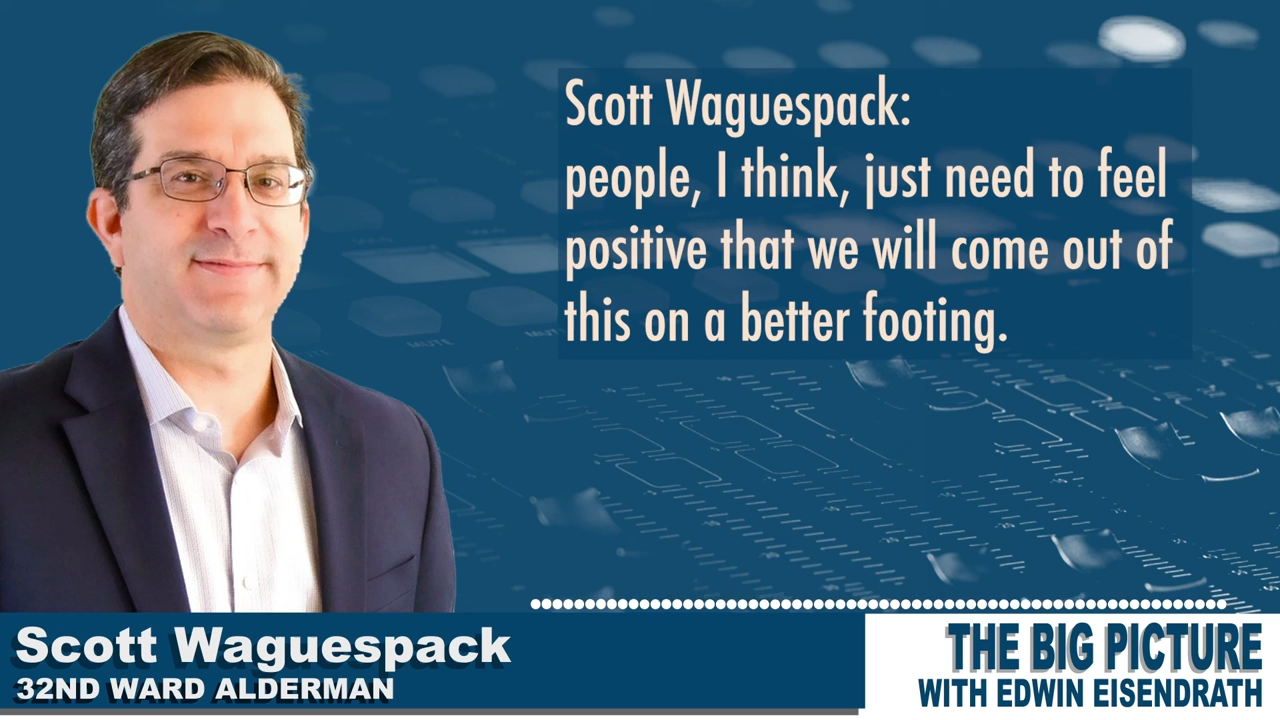 Scott Waguespack:
people, I think, just need to feel
positive that we will come out of
this on a better footing.
MUTE
Scott Waguespack
32ND WARD ALDERMAN
THE BIG PICTURE
WITH EDWIN EISENDRATH